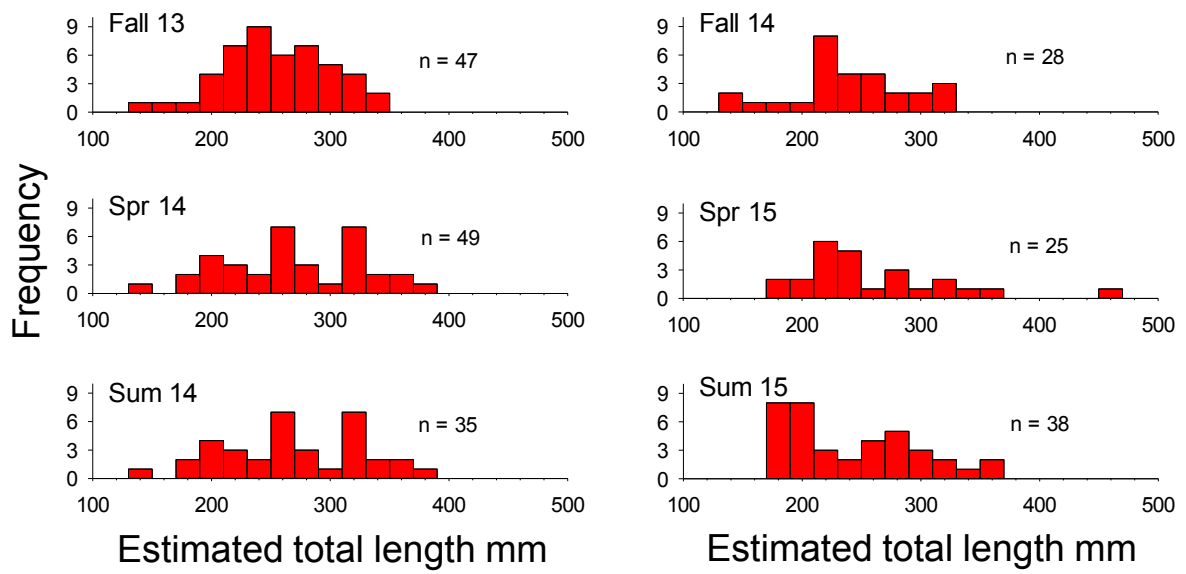 Fall 13
n = 47
9
6
3
0
100 200 300 400 500
Fall 14
n = 28
9
6
3
0
100 200 300 400 500
Frequency
Spr 14
n = 49
9
6
3
0
100 200 300 400 500
Spr 15
n = 25
9
6
3
0
100 200 300 400 500
Sum 14
n = 35
9
6
3
0
100 200 300 400 500
Estimated total length mm
Sum 15
n = 38
9
6
3
0
100 200 300 400 500
Estimated total length mm